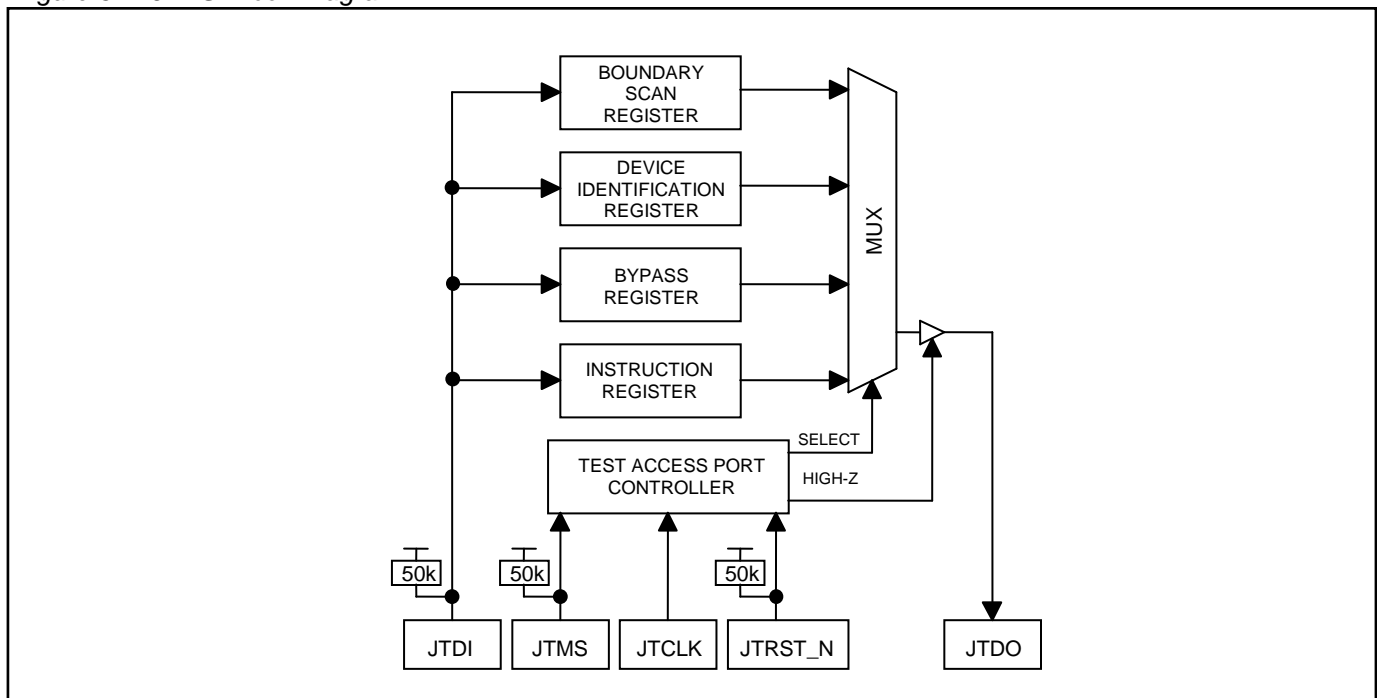 BOUNDARY
SCAN
REGISTER
DEVICE
IDENTIFICATION
REGISTER
BYPASS
REGISTER
INSTRUCTION
REGISTER
MUX
SELECT
TEST ACCESS PORT
CONTROLLER
HIGH-Z
50k
50k
50k
JTDI
JTMS
JTCLK
JTRST_N
JTDO